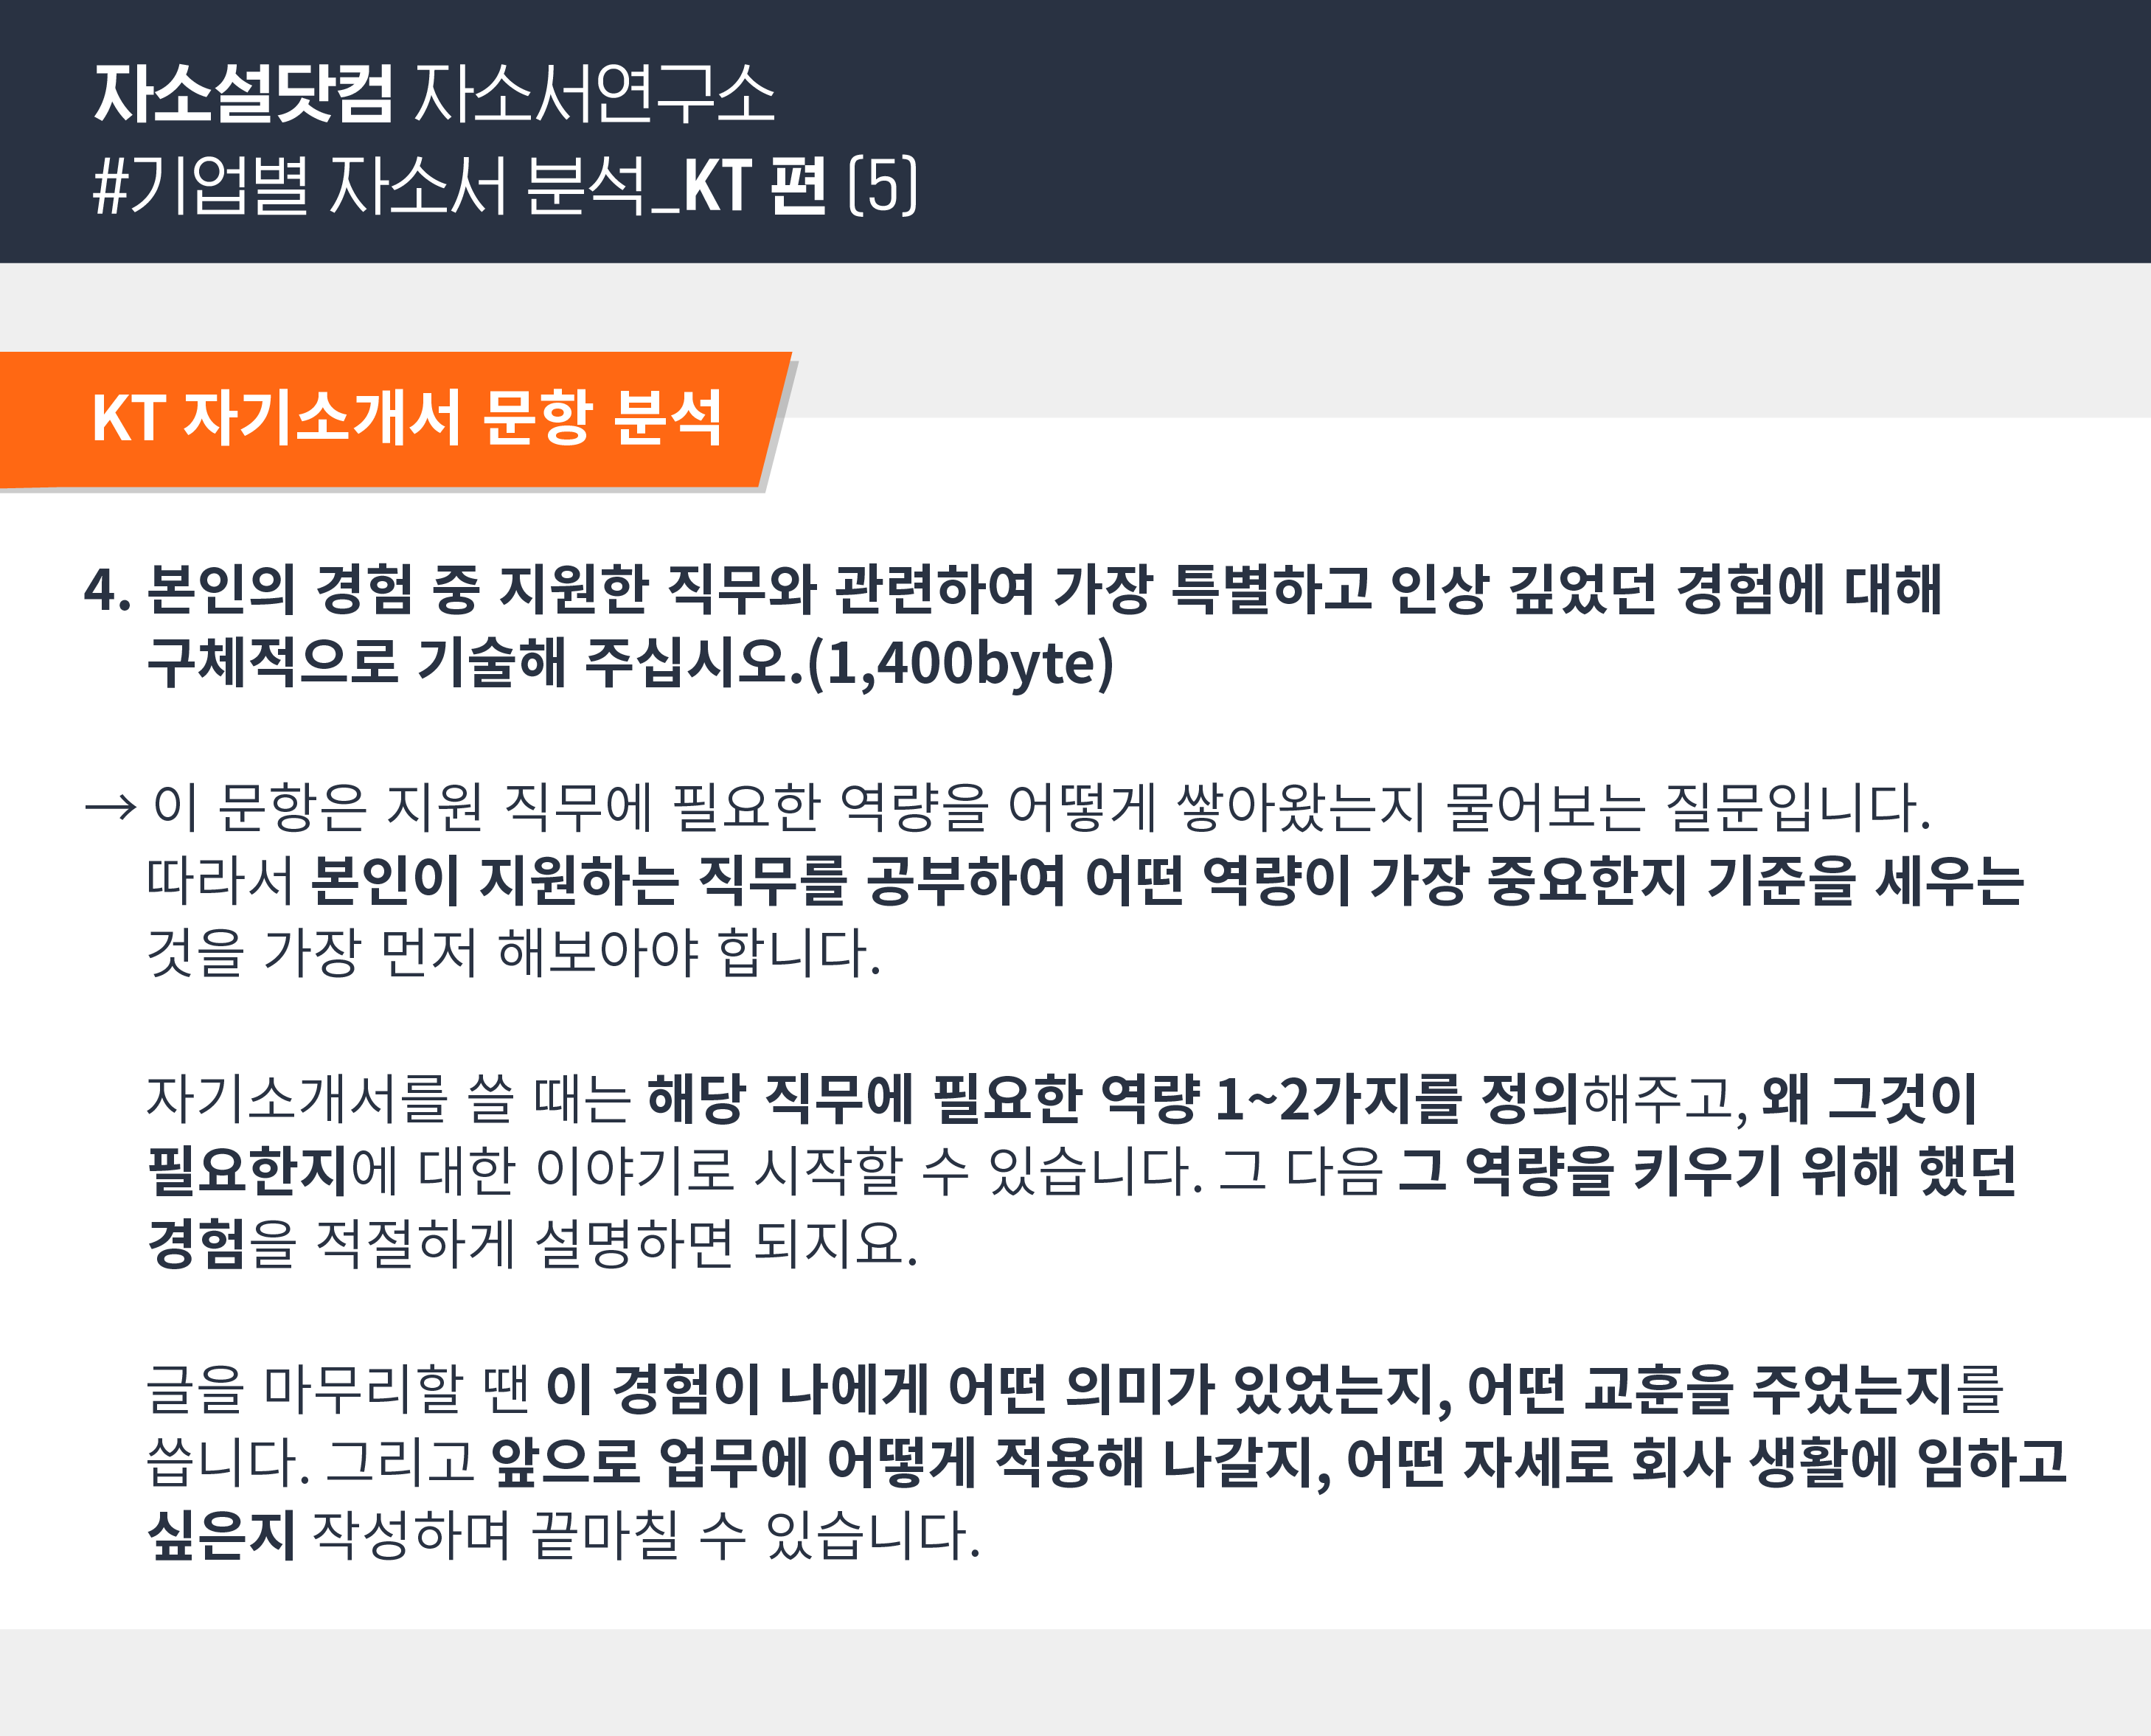 자소설닷컴 자소서연구소
#기업별 자소서 분석_KT 편 (5)
KT 자기소개서 문항 분석
4. 본인의 경험 중 지원한 직무와 관련하여 가장 특별하고 인상 깊었던 경험에 대해
구체적으로 기술해 주십시오.(1,400byte)
→ 이 문항은 지원 직무에 필요한 역량을 어떻게 쌓아왔는지 물어보는 질문입니다.
따라서 본인이 지원하는 직무를 공부하여 어떤 역량이 가장 중요한지 기준을 세우는
것을 가장 먼저 해보아야 합니다.
자기소개서를 쓸 때는 해당 직무에 필요한 역량 1~2가지를 정의해주고, 왜 그것이
필요한지에 대한 이야기로 시작할 수 있습니다. 그 다음 그 역량을 키우기 위해 했던
경험을 적절하게 설명하면 되지요.
글을 마무리할 땐 이 경험이 나에게 어떤 의미가 있었는지, 어떤 교훈을 주었는지를
씁니다. 그리고 앞으로 업무에 어떻게 적용해 나갈지, 어떤 자세로 회사 생활에 임하고
싶은지 작성하며 끝마칠 수 있습니다.